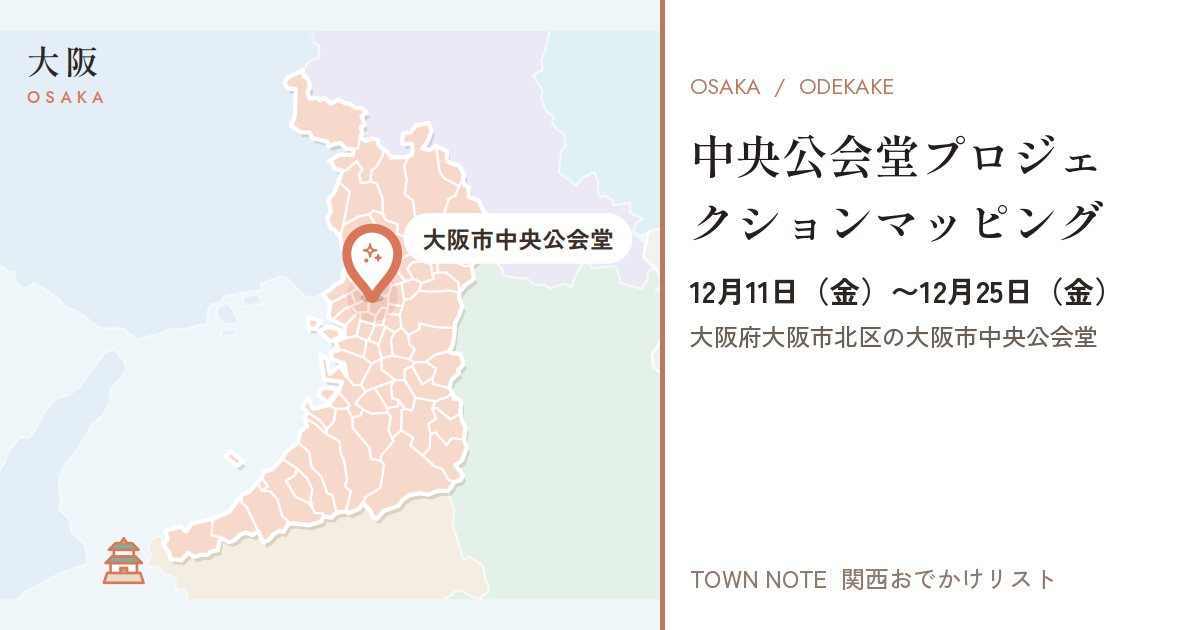 大阪
OSAKA
大阪市中央公会堂
OSAKA / ODEKAKE
中央公会堂プロジェ
クションマッピング
12月11日（金）〜12月25日（金）
大阪府大阪市北区の大阪市中央公会堂
TOWN NOTE 関西おでかけリスト